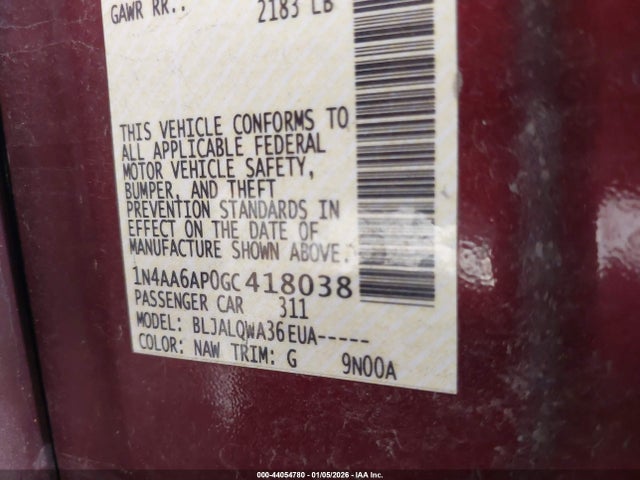 GAWR RR.: 2183 LB
THIS VEHICLE CONFORMS TO
ALL APPLICABLE FEDERAL
MOTOR VEHICLE SAFETY,
BUMPER, AND THEFT
PREVENTION STANDARDS IN
EFFECT ON THE DATE OF
MANUFACTURE SHOWN ABOVE.
1N4AA6AP0GC418038
PASSENGER CAR 311
MODEL: BLJALQWA36EUA-----
COLOR: NAW TRIM: G 9N00A
000-44054780 - 01/05/2026 - IAA Inc.